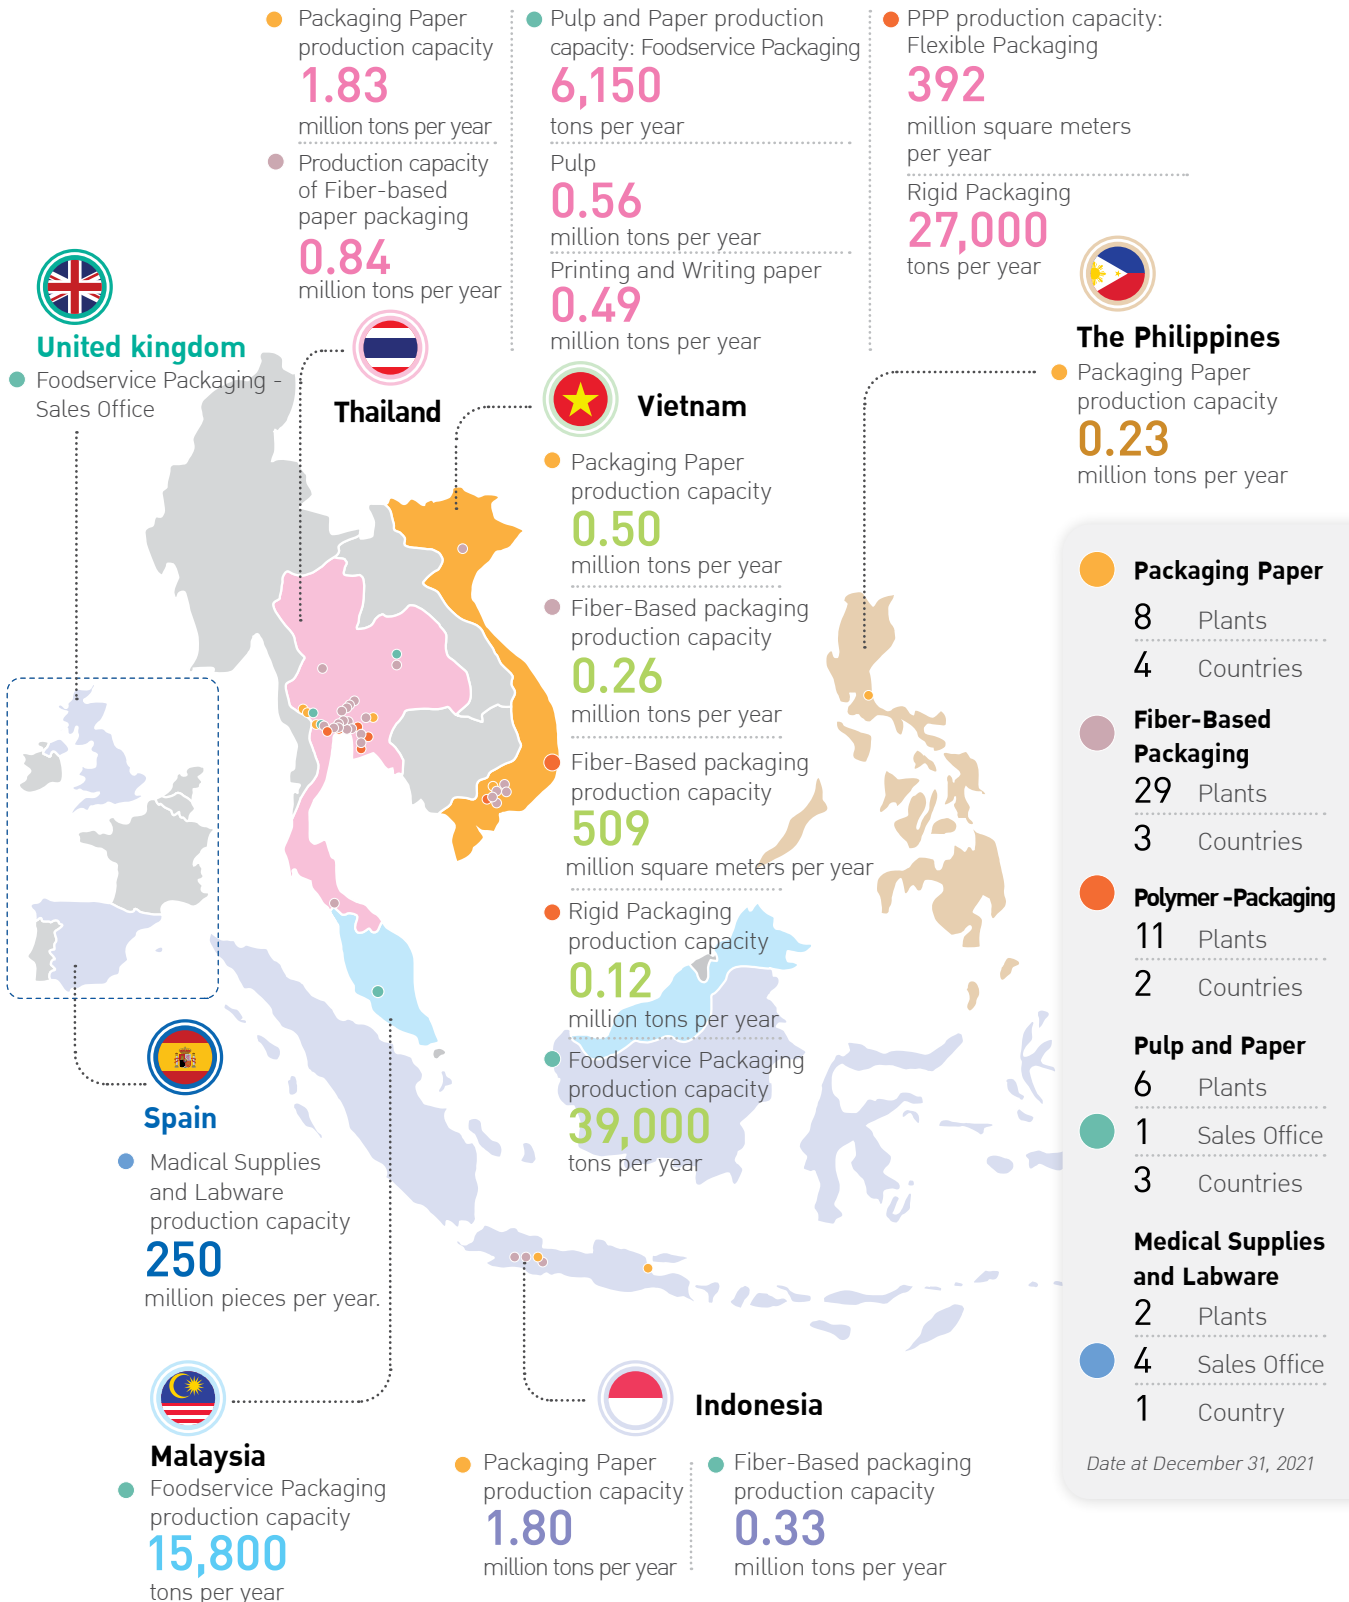 Packaging Paper
production capacity
1.83
million tons per year
Production capacity
of Fiber-based
paper packaging
0.84
million tons per year
Pulp and Paper production
capacity: Foodservice Packaging
6,150
tons per year
Pulp
0.56
million tons per year
Printing and Writing paper
0.49
million tons per year
PPP production capacity:
Flexible Packaging
392
million square meters
per year
Rigid Packaging
27,000
tons per year
United kingdom
Foodservice Packaging -
Sales Office
Thailand
Vietnam
Packaging Paper
production capacity
0.50
million tons per year
Fiber-Based packaging
production capacity
0.26
million tons per year
Fiber-Based packaging
production capacity
509
million square meters per year
Rigid Packaging
production capacity
0.12
million tons per year
Foodservice Packaging
production capacity
39,000
tons per year
The Philippines
Packaging Paper
production capacity
0.23
million tons per year
Packaging Paper
8 Plants
4 Countries
Fiber-Based
Packaging
29 Plants
3 Countries
Polymer -Packaging
11 Plants
2 Countries
Pulp and Paper
6 Plants
1 Sales Office
3 Countries
Medical Supplies
and Labware
2 Plants
4 Sales Office
1 Country
Date at December 31, 2021
Spain
Madical Supplies
and Labware
production capacity
250
million pieces per year.
Malaysia
Foodservice Packaging
production capacity
15,800
tons per year
Indonesia
Packaging Paper
production capacity
1.80
million tons per year
Fiber-Based packaging
production capacity
0.33
million tons per year